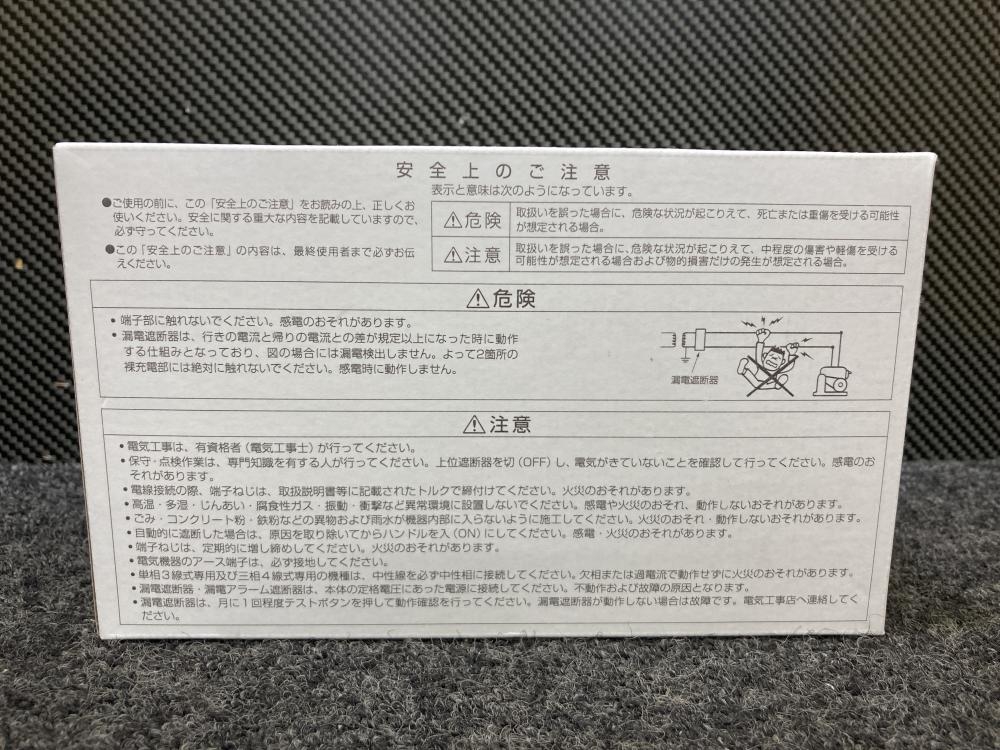 安全上のご注意
表示と意味は次のようになっています。
●ご使用の前に、この「安全上のご注意」をお読みの上、正しくお
使いください。安全に関する重大な内容を記載していますので、
必ず守ってください。
●この「安全上のご注意」の内容は、最終使用者まで必ずお伝
えください。
⚠危険
取扱いを誤った場合に、危険な状況が起こりえて、死亡または重傷を受ける可能性
が想定される場合。
⚠注意
取扱いを誤った場合に、危険な状況が起こりえて、中程度の傷害や軽傷を受ける
可能性が想定される場合および物的損害だけの発生が想定される場合。
⚠危険
•端子部に触れないでください。感電のおそれがあります。
•漏電遮断器は、行きの電流と帰りの電流との差が規定以上になった時に動作
する仕組みとなっており、図の場合には漏電検出しません。よって2箇所の
裸充電部には絶対に触れないでください。感電時に動作しません。
漏電遮断器
⚠注意
•電気工事は、有資格者（電気工事士）が行ってください。
•保守・点検作業は、専門知識を有する人が行ってください。上位遮断器を切（OFF）し、電気がきていないことを確認して行ってください。感電のお
それがあります。
•電線接続の際、端子ねじは、取扱説明書等に記載されたトルクで締付けてください。火災のおそれがあります。
•高温・多湿・じんあい・腐食性ガス・振動・衝撃など異常環境に設置しないでください。感電や火災のおそれ、動作しないおそれがあります。
•ごみ・コンクリート粉・鉄粉などの異物および雨水が機器内部に入らないように施工してください。火災のおそれ・動作しないおそれがあります。
•自動的に遮断した場合は、原因を取り除いてからハンドルを入（ON）にしてください。感電・火災のおそれがあります。
•端子ねじは、定期的に増し締めしてください。火災のおそれがあります。
•電気機器のアース端子は、必ず接地してください。
•単相3線式専用及び三相4線式専用の機種は、中性線を必ず中性相に接続してください。欠相または過電流で動作せずに火災のおそれがあります。
•漏電遮断器・漏電アラーム遮断器は、本体の定格電圧にあった電源に接続してください。不動作および故障の原因となります。
•漏電遮断器は、月に1回程度テストボタンを押して動作確認を行ってください。漏電遮断器が動作しない場合は故障です。電気工事店へ連絡してく
ださい。